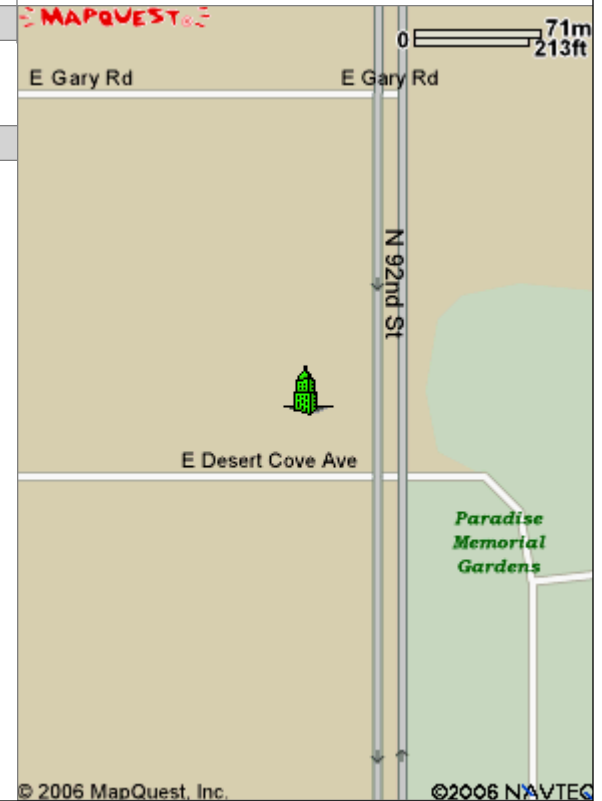 MAPQUEST®
0 71m
213ft
E Gary Rd E Gary Rd
N 92nd St
E Desert Cove Ave
Paradise
Memorial
Gardens
© 2006 MapQuest, Inc. ©2006 NAVTEQ